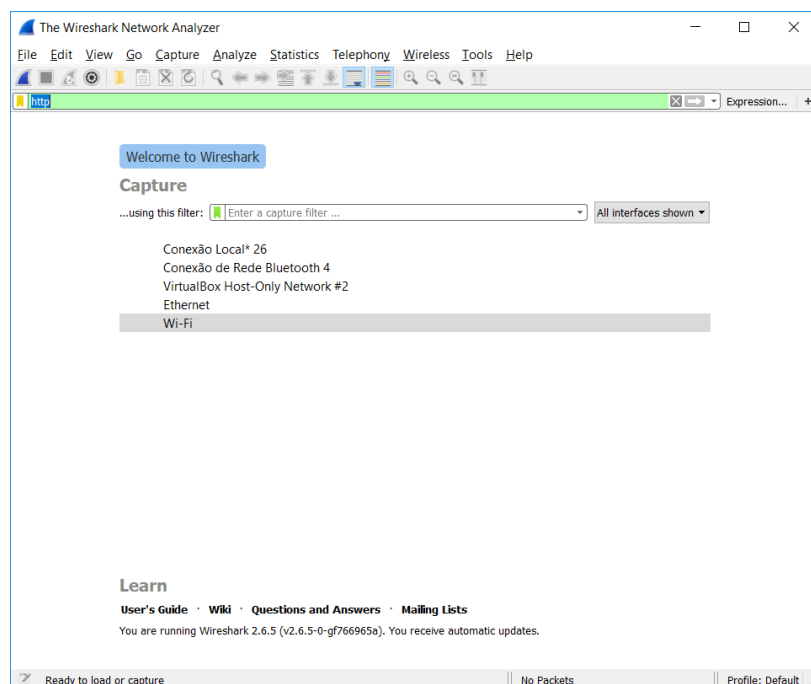 The Wireshark Network Analyzer
File Edit View Go Capture Analyze Statistics Telephony Wireless Tools Help
http Expression... +
Welcome to Wireshark
Capture
...using this filter: Enter a capture filter ... All interfaces shown
Conexão Local* 26
Conexão de Rede Bluetooth 4
VirtualBox Host-Only Network #2
Ethernet
Wi-Fi
Learn
User's Guide · Wiki · Questions and Answers · Mailing Lists
You are running Wireshark 2.6.5 (v2.6.5-0-gf766965a). You receive automatic updates.
Ready to load or capture No Packets Profile: Default